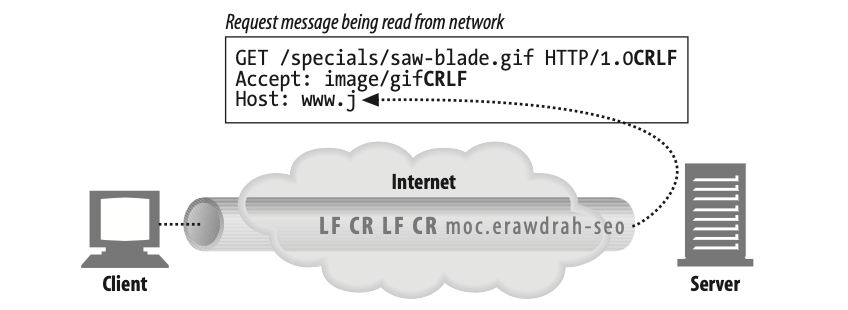 Request message being read from network
GET /specials/saw-blade.gif HTTP/1.0CRLF
Accept: image/gifCRLF
Host: www.j
Internet
LF CR LF CR moc.erawdrah-seo
Client
Server